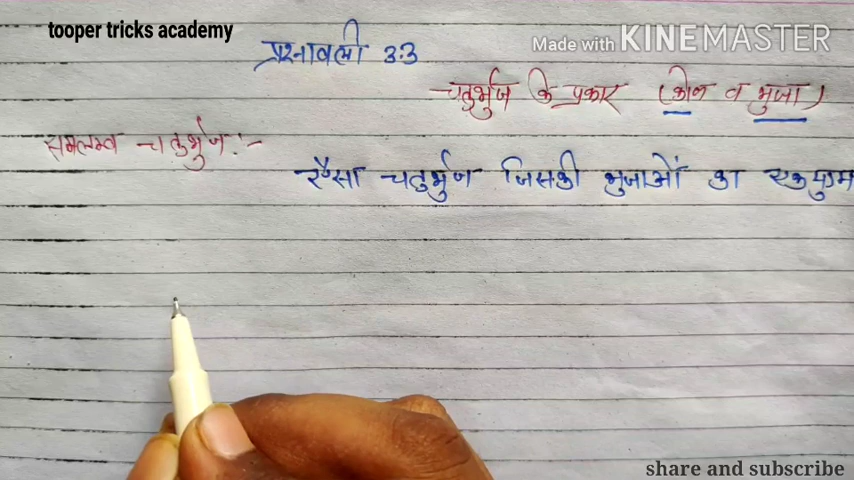 tooper tricks academy
Made with KINEMASTER
प्रश्नावली 3.3
चतुर्भुज के प्रकार (कोण व भुजा)
समलम्ब चतुर्भुज :-
ऐसा चतुर्भुज जिसकी भुजाओं का एक युग्म
share and subscribe